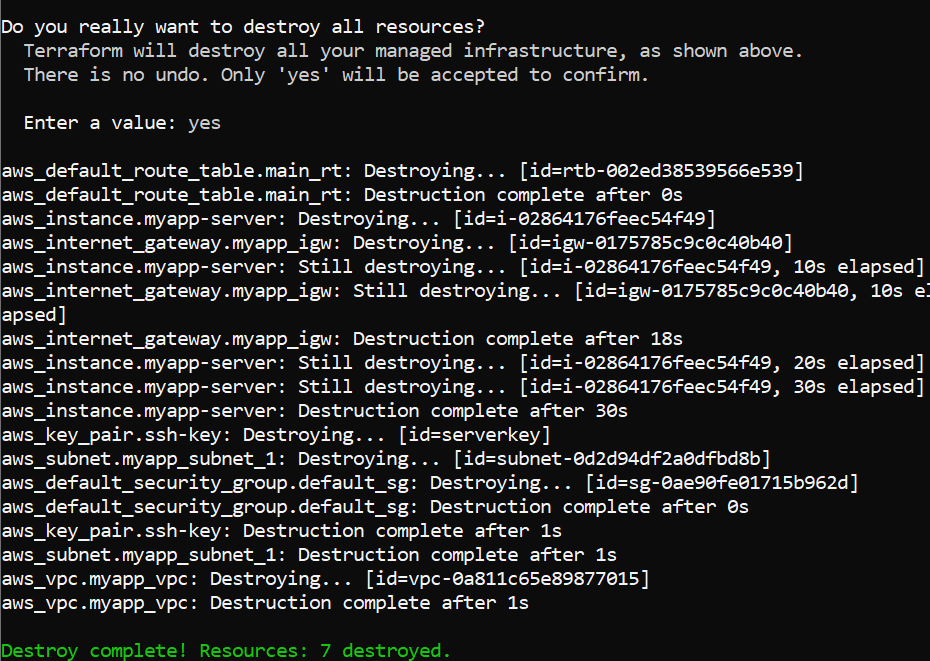 Do you really want to destroy all resources?
Terraform will destroy all your managed infrastructure, as shown above.
There is no undo. Only 'yes' will be accepted to confirm.
Enter a value: yes
aws_default_route_table.main_rt: Destroying... [id=rtb-002ed38539566e539]
aws_default_route_table.main_rt: Destruction complete after 0s
aws_instance.myapp-server: Destroying... [id=i-02864176feec54f49]
aws_internet_gateway.myapp_igw: Destroying... [id=igw-0175785c9c0c40b40]
aws_instance.myapp-server: Still destroying... [id=i-02864176feec54f49, 10s elapsed]
aws_internet_gateway.myapp_igw: Still destroying... [id=igw-0175785c9c0c40b40, 10s el
apsed]
aws_internet_gateway.myapp_igw: Destruction complete after 18s
aws_instance.myapp-server: Still destroying... [id=i-02864176feec54f49, 20s elapsed]
aws_instance.myapp-server: Still destroying... [id=i-02864176feec54f49, 30s elapsed]
aws_instance.myapp-server: Destruction complete after 30s
aws_key_pair.ssh-key: Destroying... [id=serverkey]
aws_subnet.myapp_subnet_1: Destroying... [id=subnet-0d2d94df2a0dfbd8b]
aws_default_security_group.default_sg: Destroying... [id=sg-0ae90fe01715b962d]
aws_default_security_group.default_sg: Destruction complete after 0s
aws_key_pair.ssh-key: Destruction complete after 1s
aws_subnet.myapp_subnet_1: Destruction complete after 1s
aws_vpc.myapp_vpc: Destroying... [id=vpc-0a811c65e89877015]
aws_vpc.myapp_vpc: Destruction complete after 1s
Destroy complete! Resources: 7 destroyed.